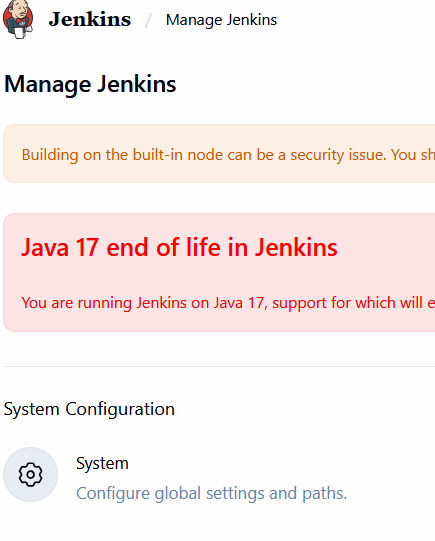 Jenkins / Manage Jenkins
Manage Jenkins
Building on the built-in node can be a security issue. You sh
Java 17 end of life in Jenkins
You are running Jenkins on Java 17, support for which will e
System Configuration
System
Configure global settings and paths.